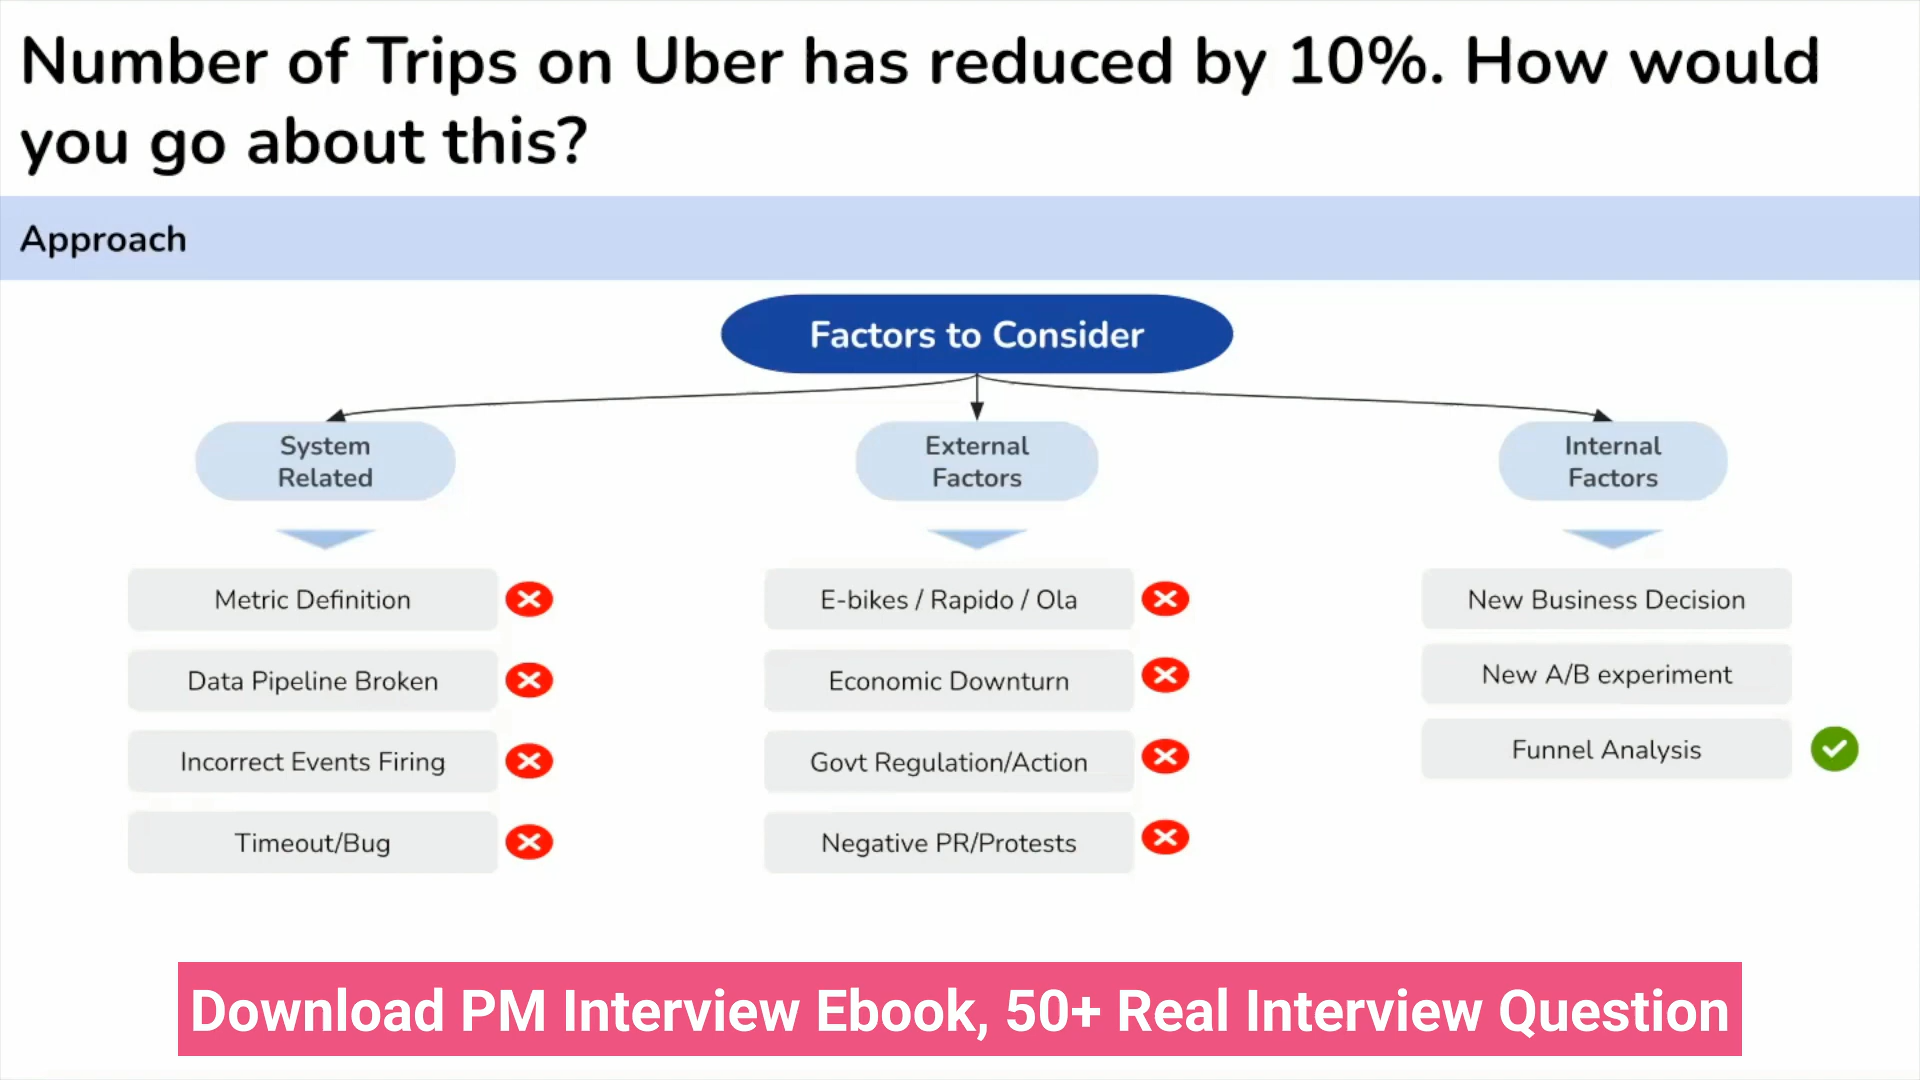 Number of Trips on Uber has reduced by 10%. How would
you go about this?
Approach
Factors to Consider
System
Related
External
Factors
Internal
Factors
Metric Definition
Data Pipeline Broken
Incorrect Events Firing
Timeout/Bug
E-bikes / Rapido / Ola
Economic Downturn
Govt Regulation/Action
Negative PR/Protests
New Business Decision
New A/B experiment
Funnel Analysis
Download PM Interview Ebook, 50+ Real Interview Question